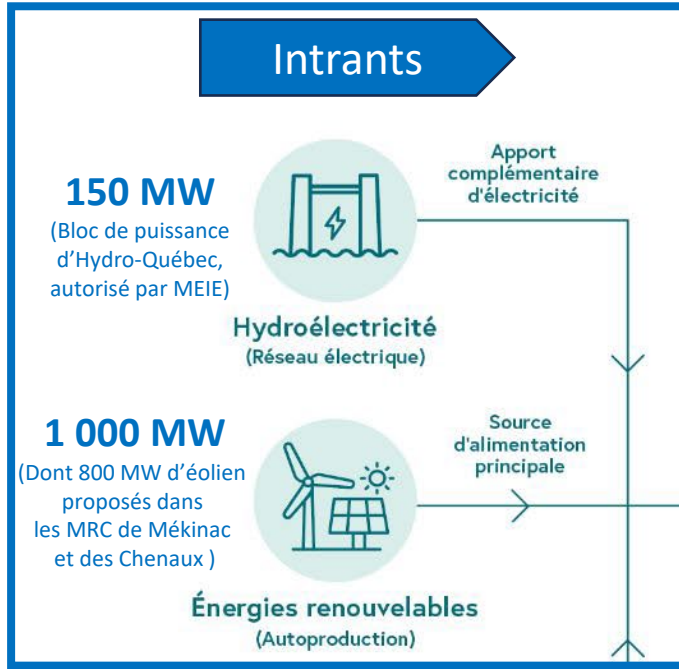 Intrants
150 MW
(Bloc de puissance
d’Hydro-Québec,
autorisé par MEIE)
Apport
complémentaire
d'électricité
Hydroélectricité
(Réseau électrique)
1 000 MW
(Dont 800 MW d’éolien
proposés dans
les MRC de Mékinac
et des Chenaux )
Source
d'alimentation
principale
Énergies renouvelables
(Autoproduction)